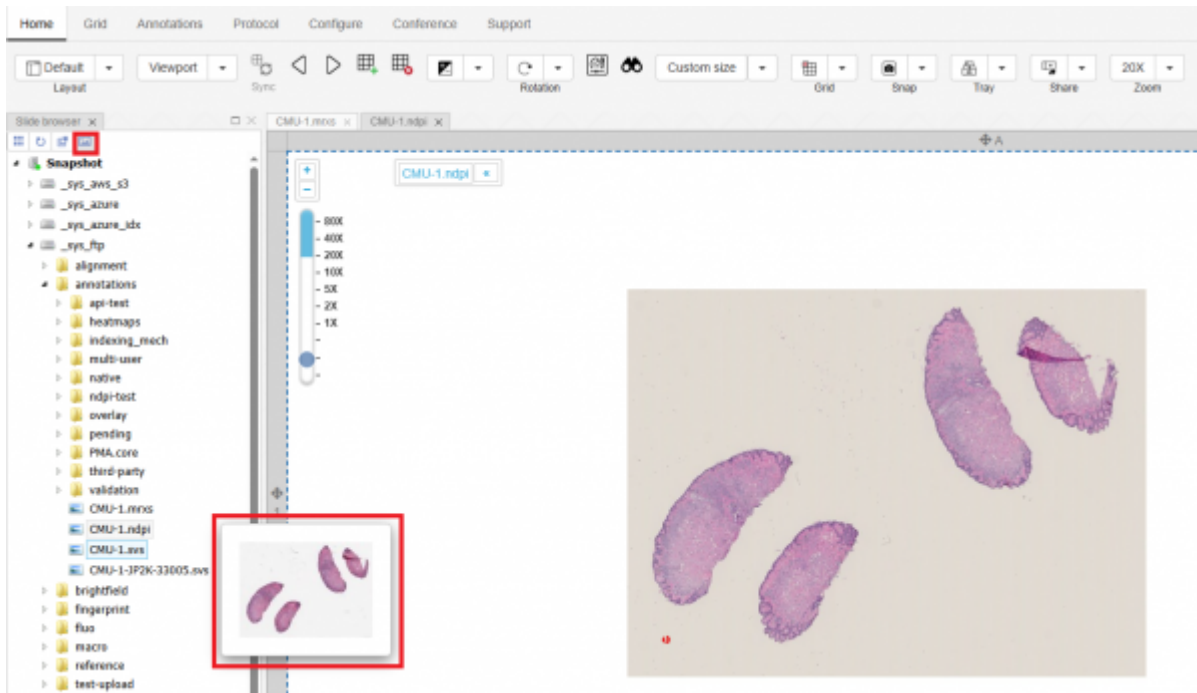 Home Grid Annotations Protocol Configure Conference Support
Default Viewport Custom size 20X
Layout Sync Rotation Grid Snap Tray Share Zoom
Slide browser CMU-1.mrxs CMU-1.ndpi
A
Snapshot
CMU-1.ndpi «
_sys_aws_s3
_sys_azure
_sys_azure_idx
_sys_ftp
alignment
annotations
api-test
heatmaps
indexing_mech
multi-user
native
ndpi-test
overlay
pending
PMA.core
third-party
validation
CMU-1.mrxs
CMU-1.ndpi
CMU-1.svs
CMU-1-JP2K-33005.svs
brightfield
fingerprint
fluo
macro
reference
test-upload
+
-
80X
40X
20X
10X
5X
2X
1X
1